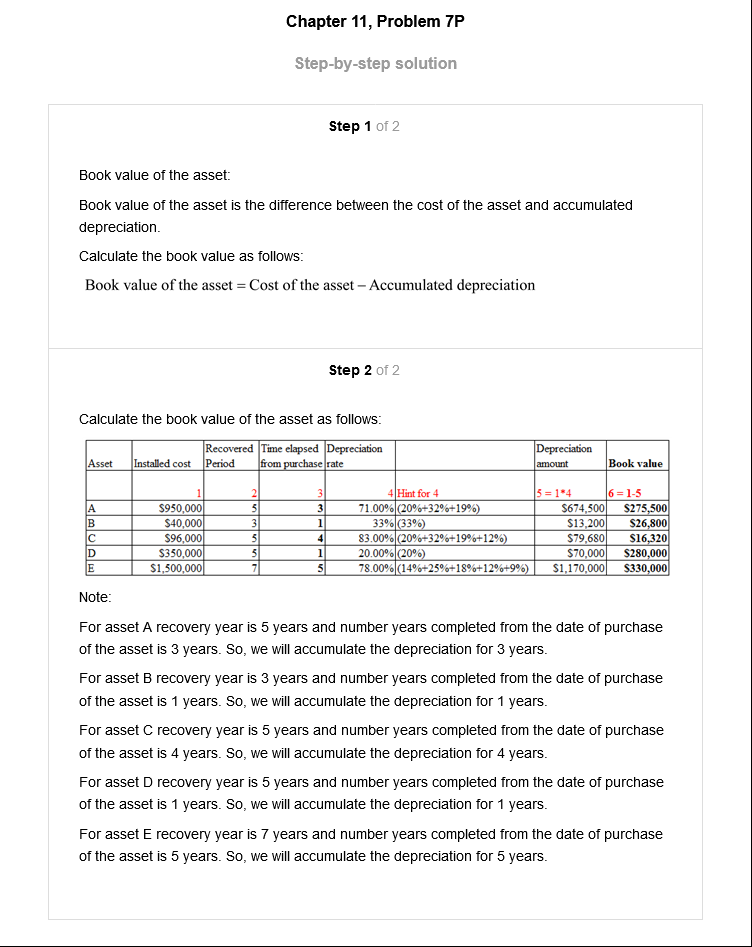 Chapter 11, Problem 7P
Step-by-step solution
Step 1 of 2
Book value of the asset:
Book value of the asset is the difference between the cost of the asset and accumulated
depreciation.
Calculate the book value as follows:
Book value of the asset = Cost of the asset − Accumulated depreciation
Step 2 of 2
Calculate the book value of the asset as follows:
Recovered Time elapsed Depreciation Depreciation
Asset Installed cost Period from purchase rate amount Book value
1 2 3 4 Hint for 4 5 = 1*4 6 = 1-5
A $950,000 5 3 71.00% (20%+32%+19%) $674,500 $275,500
B $40,000 3 1 33% (33%) $13,200 $26,800
C $96,000 5 4 83.00% (20%+32%+19%+12%) $79,680 $16,320
D $350,000 5 1 20.00% (20%) $70,000 $280,000
E $1,500,000 7 5 78.00% (14%+25%+18%+12%+9%) $1,170,000 $330,000
Note:
For asset A recovery year is 5 years and number years completed from the date of purchase
of the asset is 3 years. So, we will accumulate the depreciation for 3 years.
For asset B recovery year is 3 years and number years completed from the date of purchase
of the asset is 1 years. So, we will accumulate the depreciation for 1 years.
For asset C recovery year is 5 years and number years completed from the date of purchase
of the asset is 4 years. So, we will accumulate the depreciation for 4 years.
For asset D recovery year is 5 years and number years completed from the date of purchase
of the asset is 1 years. So, we will accumulate the depreciation for 1 years.
For asset E recovery year is 7 years and number years completed from the date of purchase
of the asset is 5 years. So, we will accumulate the depreciation for 5 years.